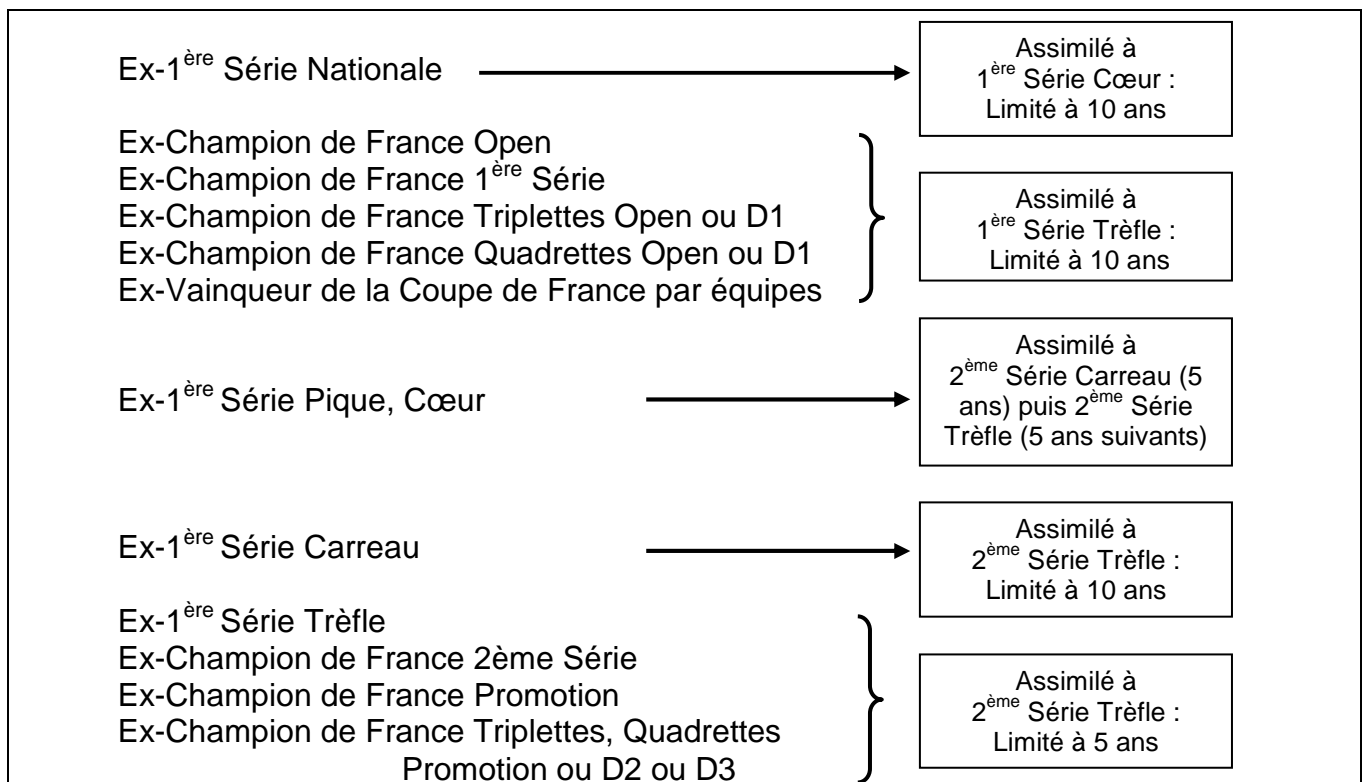 Ex-1ère Série Nationale
Assimilé à
1ère Série Cœur :
Limité à 10 ans
Ex-Champion de France Open
Ex-Champion de France 1ère Série
Ex-Champion de France Triplettes Open ou D1
Ex-Champion de France Quadrettes Open ou D1
Ex-Vainqueur de la Coupe de France par équipes
Assimilé à
1ère Série Trèfle :
Limité à 10 ans
Ex-1ère Série Pique, Cœur
Assimilé à
2ème Série Carreau (5
ans) puis 2ème Série
Trèfle (5 ans suivants)
Ex-1ère Série Carreau
Assimilé à
2ème Série Trèfle :
Limité à 10 ans
Ex-1ère Série Trèfle
Ex-Champion de France 2ème Série
Ex-Champion de France Promotion
Ex-Champion de France Triplettes, Quadrettes
Promotion ou D2 ou D3
Assimilé à
2ème Série Trèfle :
Limité à 5 ans